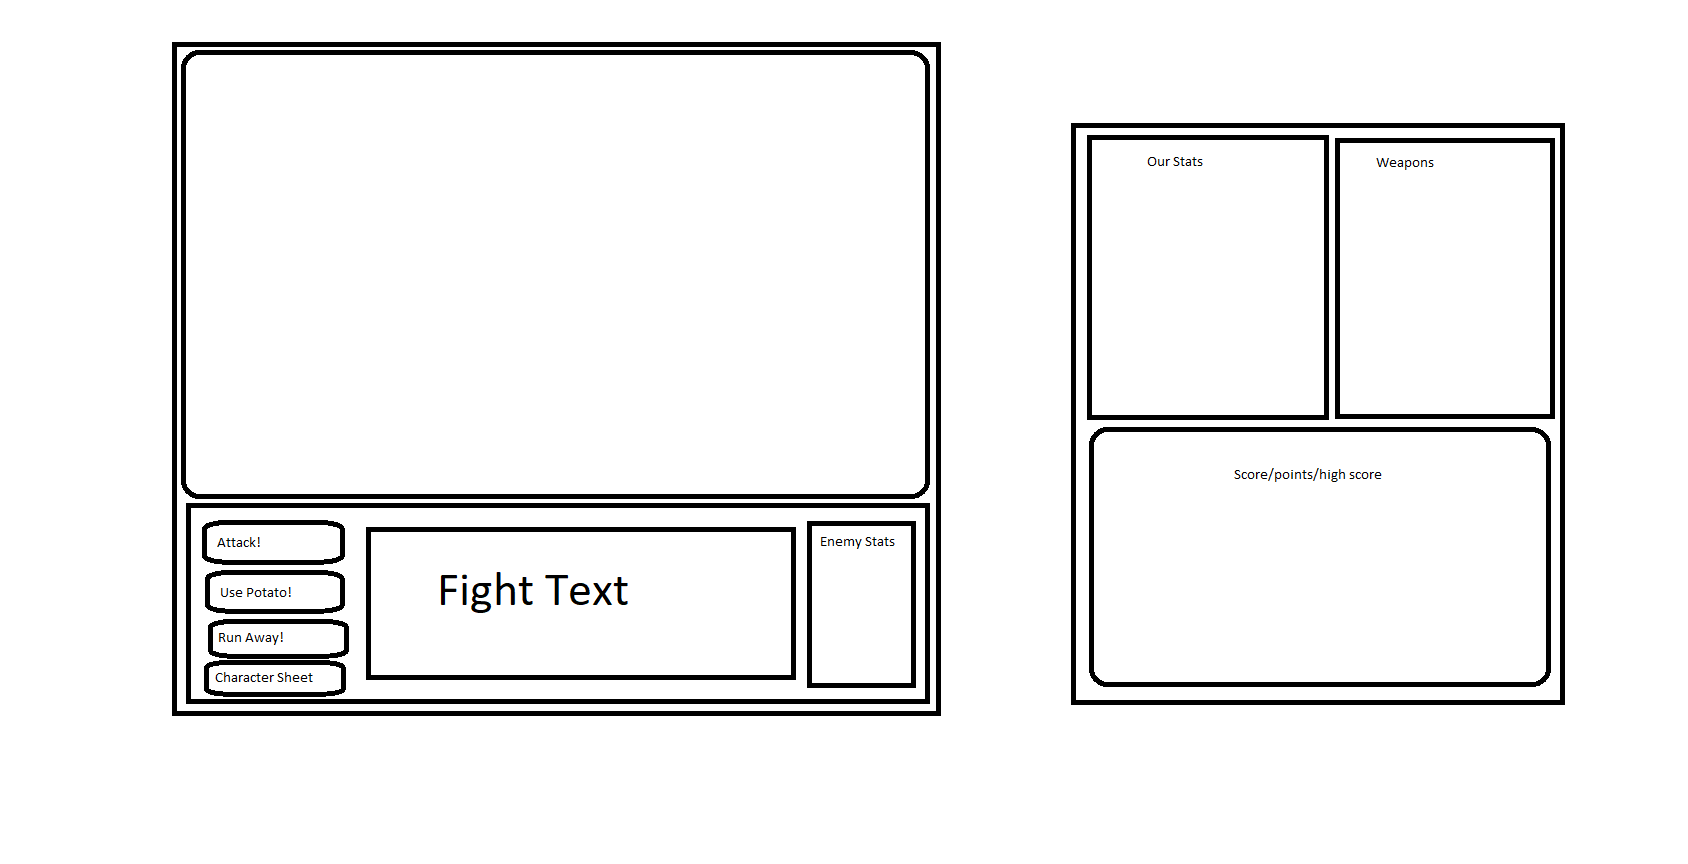 Attack!
Use Potato!
Run Away!
Character Sheet
Fight Text
Enemy Stats
Our Stats
Weapons
Score/points/high score